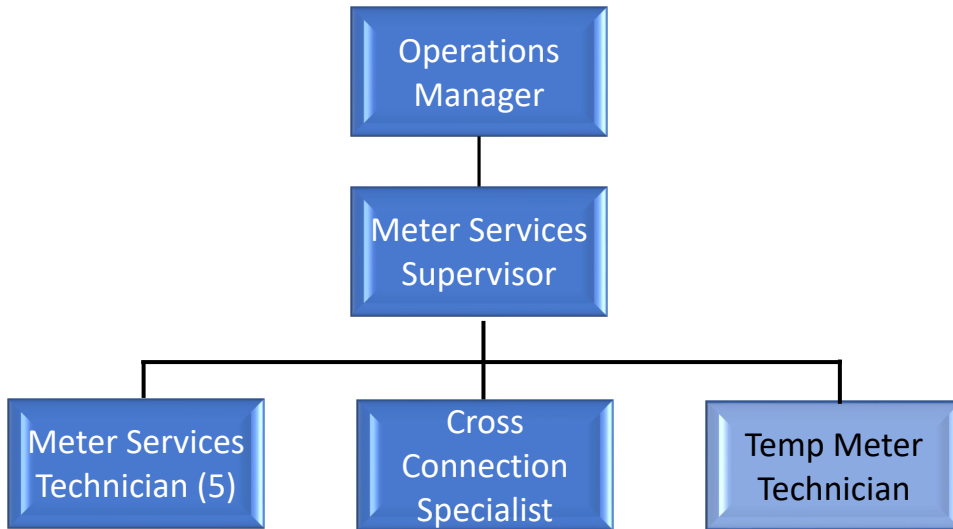 Operations
Manager
Meter Services
Supervisor
Meter Services
Technician (5)
Cross
Connection
Specialist
Temp Meter
Technician